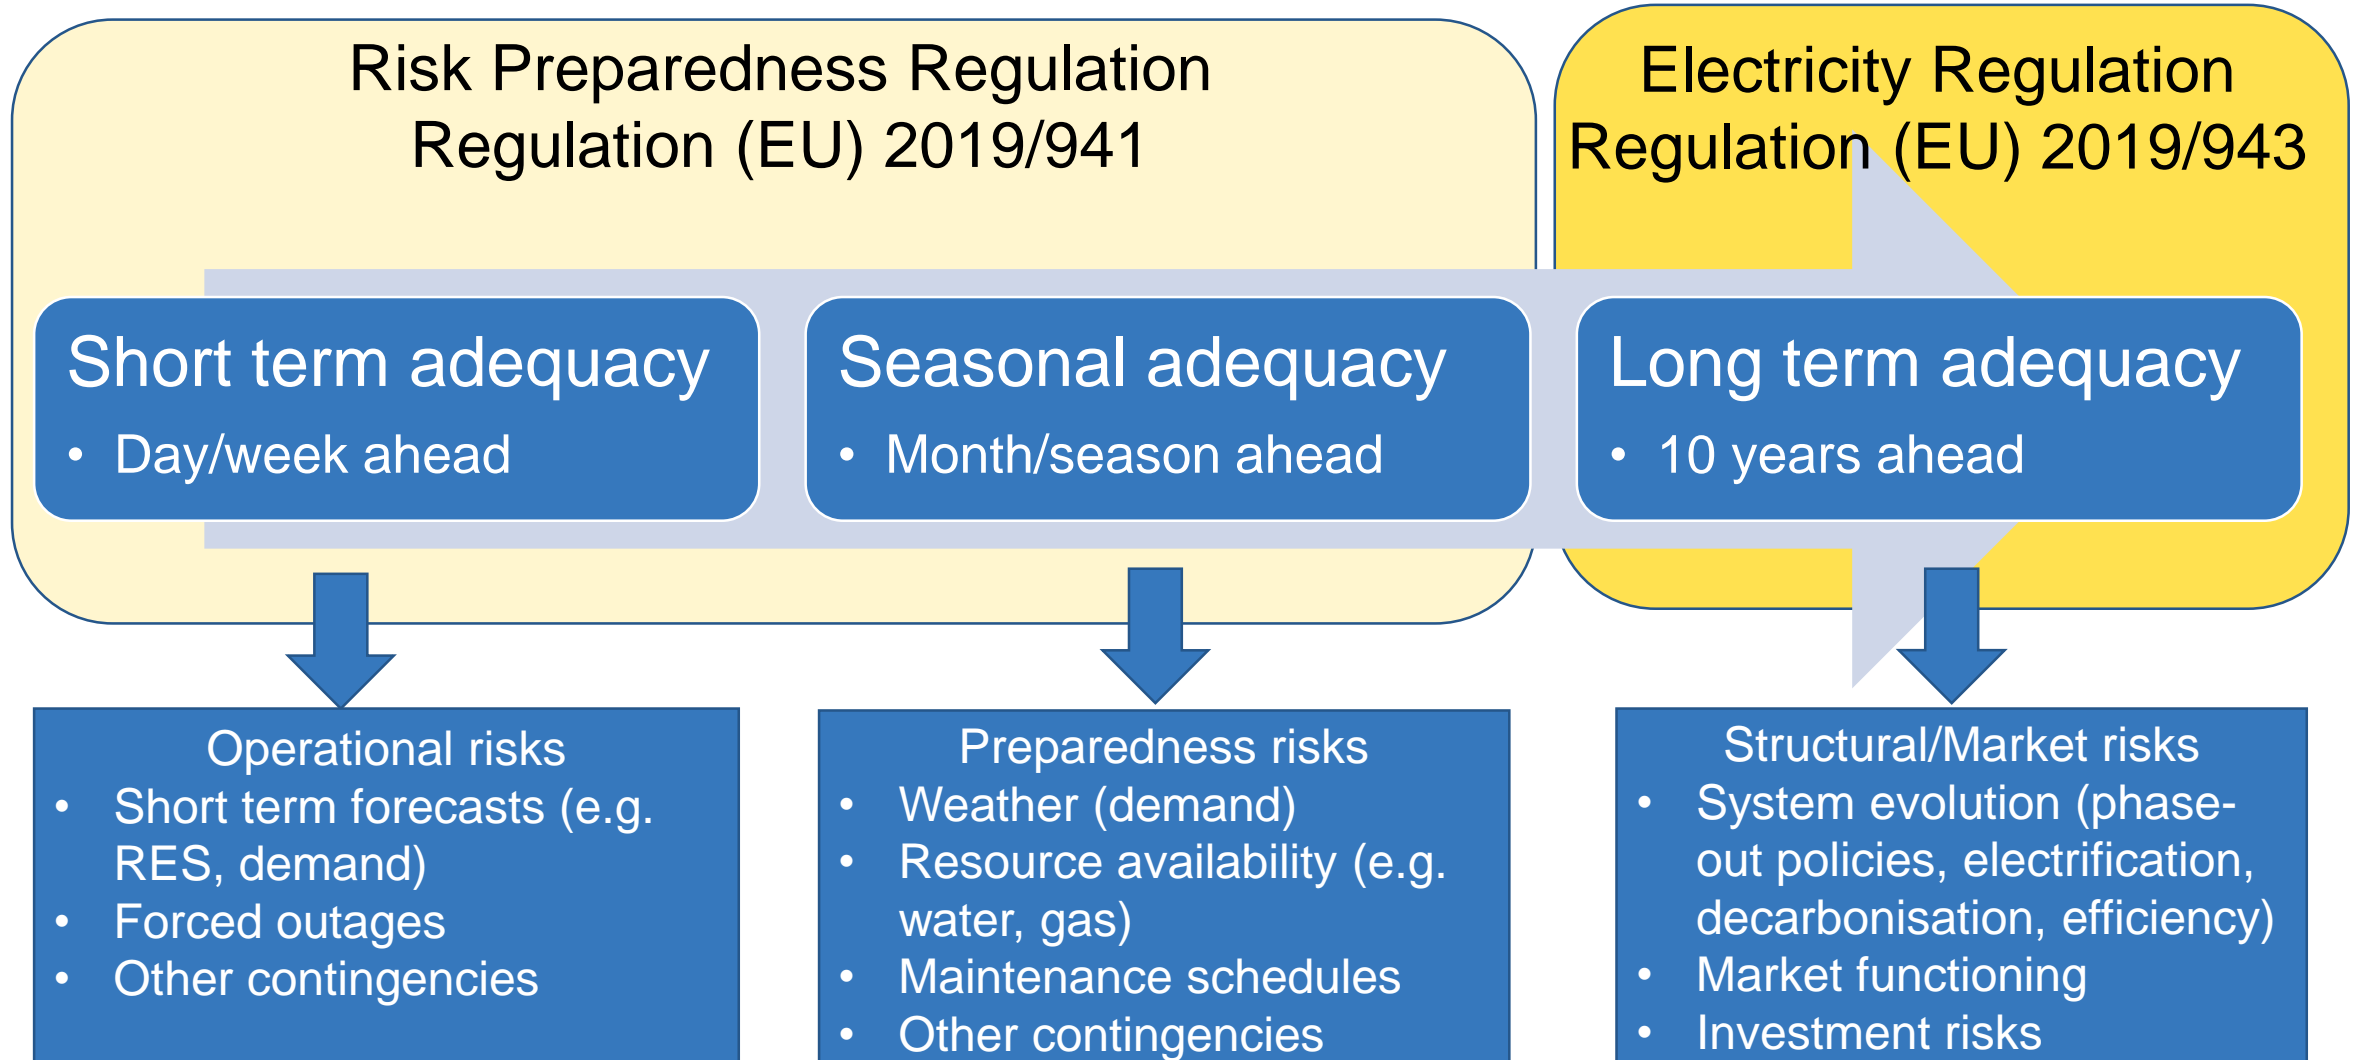 Risk Preparedness Regulation
Regulation (EU) 2019/941
Electricity Regulation
Regulation (EU) 2019/943
Short term adequacy
• Day/week ahead
Seasonal adequacy
• Month/season ahead
Long term adequacy
• 10 years ahead
Operational risks
• Short term forecasts (e.g.
RES, demand)
• Forced outages
• Other contingencies
Preparedness risks
• Weather (demand)
• Resource availability (e.g.
water, gas)
• Maintenance schedules
• Other contingencies
Structural/Market risks
• System evolution (phase-
out policies, electrification,
decarbonisation, efficiency)
• Market functioning
• Investment risks